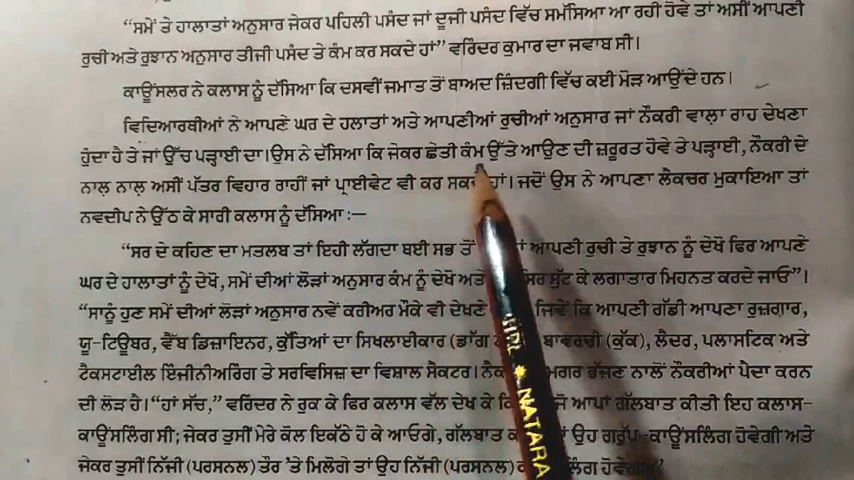 “ਸਮੇਂ ਤੇ ਹਾਲਾਤਾਂ ਅਨੁਸਾਰ ਜੇਕਰ ਪਹਿਲੀ ਪਸੰਦ ਜਾਂ ਦੂਜੀ ਪਸੰਦ ਵਿੱਚ ਸਮੱਸਿਆ ਆ ਰਹੀ ਹੋਵੇ ਤਾਂ ਅਸੀਂ ਆਪਣੀ
ਰੁਚੀ ਅਤੇ ਰੁਝਾਨ ਅਨੁਸਾਰ ਤੀਜੀ ਪਸੰਦ ਤੇ ਕੰਮ ਕਰ ਸਕਦੇ ਹਾਂ” ਵਰਿੰਦਰ ਕੁਮਾਰ ਦਾ ਜਵਾਬ ਸੀ।
ਕਾਊਂਸਲਰ ਨੇ ਕਲਾਸ ਨੂੰ ਦੱਸਿਆ ਕਿ ਦਸਵੀਂ ਜਮਾਤ ਤੋਂ ਬਾਅਦ ਜ਼ਿੰਦਗੀ ਵਿੱਚ ਕਈ ਮੋੜ ਆਉਂਦੇ ਹਨ।
ਵਿਦਿਆਰਥੀਆਂ ਨੇ ਆਪਣੇ ਘਰ ਦੇ ਹਲਾਤਾਂ ਅਤੇ ਆਪਣੀਆਂ ਰੁਚੀਆਂ ਅਨੁਸਾਰ ਜਾਂ ਨੌਕਰੀ ਵਾਲਾ ਰਾਹ ਦੇਖਣਾ
ਹੁੰਦਾ ਹੈ ਤੇ ਜਾਂ ਉੱਚ ਪੜ੍ਹਾਈ ਦਾ। ਉਸ ਨੇ ਦੱਸਿਆ ਕਿ ਜੇਕਰ ਛੇਤੀ ਕੰਮ ਉੱਤੇ ਆਉਣ ਦੀ ਜ਼ਰੂਰਤ ਹੋਵੇ ਤੇ ਪੜ੍ਹਾਈ, ਨੌਕਰੀ ਦੇ
ਨਾਲ਼ ਨਾਲ਼ ਅਸੀਂ ਪੱਤਰ ਵਿਹਾਰ ਰਾਹੀਂ ਜਾਂ ਪ੍ਰਾਈਵੇਟ ਵੀ ਕਰ ਸਕਦੇ ਹਾਂ। ਜਦੋਂ ਉਸ ਨੇ ਆਪਣਾ ਲੈਕਚਰ ਮੁਕਾਇਆ ਤਾਂ
ਨਵਦੀਪ ਨੇ ਉੱਠ ਕੇ ਸਾਰੀ ਕਲਾਸ ਨੂੰ ਦੱਸਿਆ :—
“ਸਰ ਦੇ ਕਹਿਣ ਦਾ ਮਤਲਬ ਤਾਂ ਇਹੀ ਲੱਗਦਾ ਬਈ ਸਭ ਤੋਂ ਆਪਣੀ ਰੁਚੀ ਤੇ ਰੁਝਾਨ ਨੂੰ ਦੇਖੋ ਫਿਰ ਆਪਣੇ
ਘਰ ਦੇ ਹਾਲਾਤਾਂ ਨੂੰ ਦੇਖੋ, ਸਮੇਂ ਦੀਆਂ ਲੋੜਾਂ ਅਨੁਸਾਰ ਕੰਮ ਨੂੰ ਦੇਖੋ ਅਤੇ ਸਿਰ ਸੁੱਟ ਕੇ ਲਗਾਤਾਰ ਮਿਹਨਤ ਕਰਦੇ ਜਾਓ”।
“ਸਾਨੂੰ ਹੁਣ ਸਮੇਂ ਦੀਆਂ ਲੋੜਾਂ ਅਨੁਸਾਰ ਨਵੇਂ ਕਰੀਅਰ ਮੌਕੇ ਵੀ ਦੇਖਣੇ ਜਿਵੇਂ ਕਿ ਆਪਣੀ ਗੱਡੀ ਆਪਣਾ ਰੁਜ਼ਗਾਰ,
ਯੂ-ਟਿਊਬਰ, ਵੈੱਬ ਡਿਜ਼ਾਇਨਰ, ਕੁੱਤਿਆਂ ਦਾ ਸਿਖਲਾਈਕਾਰ (ਡਾੱਗ ਬਾਵਰਚੀ (ਕੁੱਕ), ਲੈਦਰ, ਪਲਾਸਟਿਕ ਅਤੇ
ਟੈਕਸਟਾਈਲ ਇੰਜੀਨੀਅਰਿੰਗ ਤੇ ਸਰਵਿਸਿਜ਼ ਦਾ ਵਿਸ਼ਾਲ ਸੈਕਟਰ। ਮਗਰ ਭੱਜਣ ਨਾਲੋਂ ਨੌਕਰੀਆਂ ਪੈਦਾ ਕਰਨ
ਦੀ ਲੋੜ ਹੈ। “ਹਾਂ ਸੱਚ,” ਵਰਿੰਦਰ ਨੇ ਰੁਕ ਕੇ ਫਿਰ ਕਲਾਸ ਵੱਲ ਦੇਖ ਕੇ ਆਪਾਂ ਗੱਲਬਾਤ ਕੀਤੀ ਇਹ ਕਲਾਸ-
ਕਾਊਂਸਲਿੰਗ ਸੀ; ਜੇਕਰ ਤੁਸੀਂ ਮੇਰੇ ਕੋਲ ਇਕੱਠੇ ਹੋ ਕੇ ਆਓਗੇ, ਗੱਲਬਾਤ ਉਹ ਗਰੁੱਪ-ਕਾਊਂਸਲਿੰਗ ਹੋਵੇਗੀ ਅਤੇ
ਜੇਕਰ ਤੁਸੀਂ ਨਿੱਜੀ (ਪਰਸਨਲ) ਤੌਰ 'ਤੇ ਮਿਲੋਗੇ ਤਾਂ ਉਹ ਨਿੱਜੀ (ਪਰਸਨਲ) ਹੋਵੇਗੀ”
NATARA